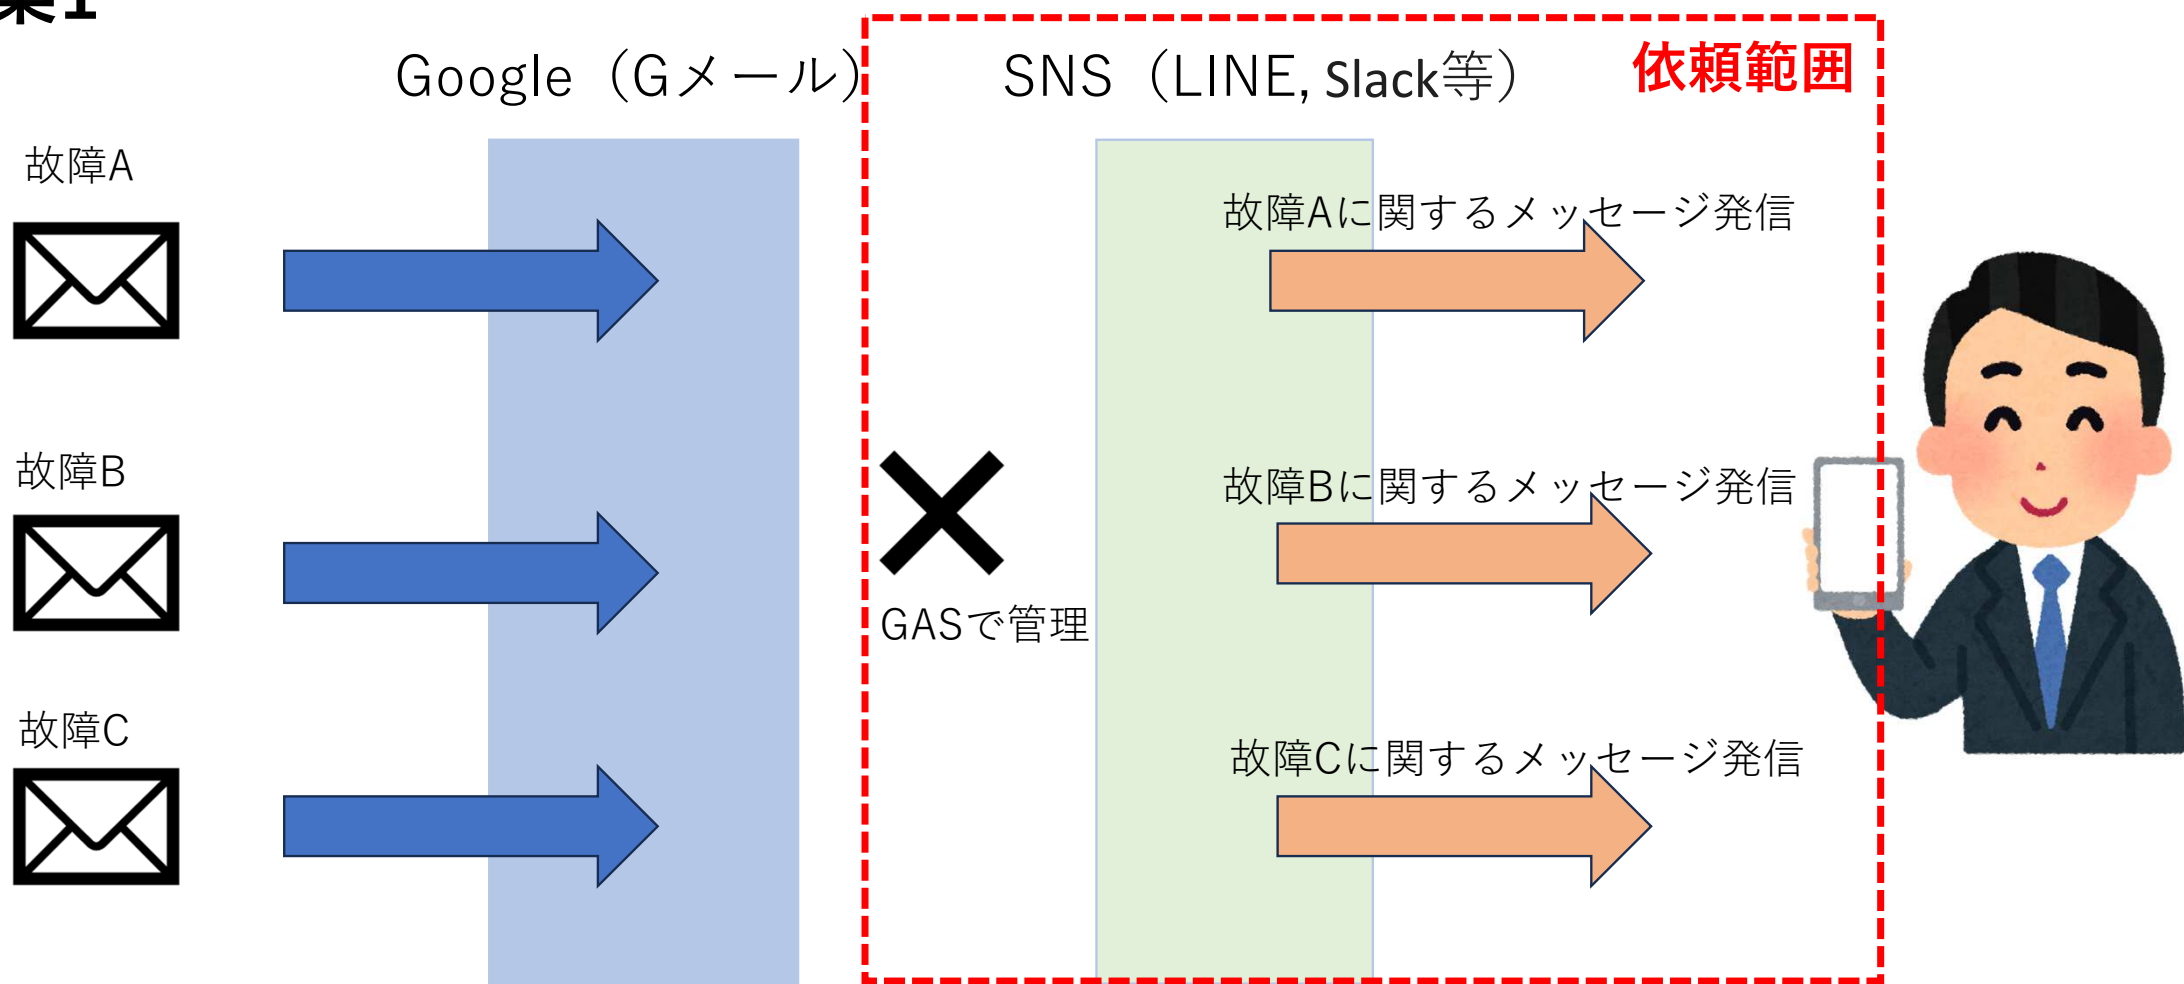 案1
Google（Gメール）
SNS（LINE, Slack等）
依頼範囲
故障A
故障Aに関するメッセージ発信
故障B
故障Bに関するメッセージ発信
GASで管理
故障C
故障Cに関するメッセージ発信